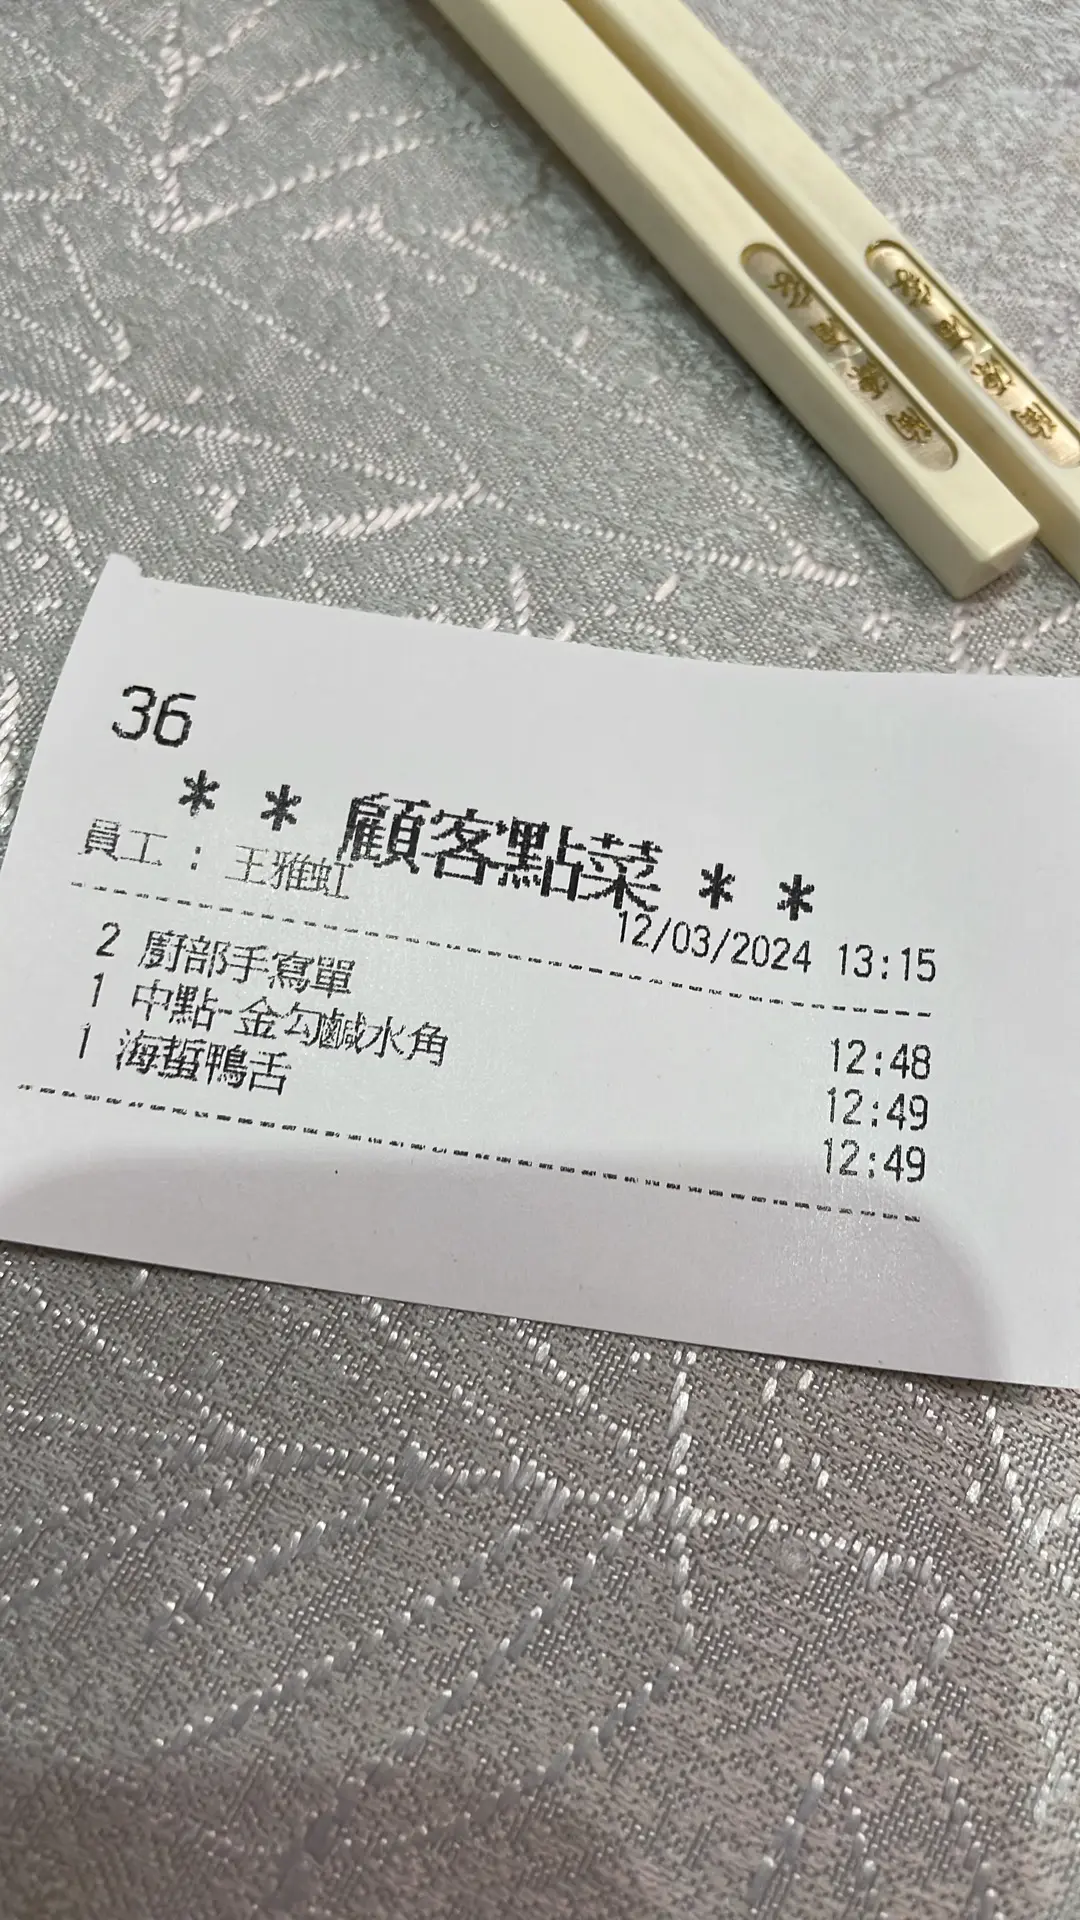 36
** 顧客點菜 **
員工 : 王雅虹
12/03/2024 13:15
2 廚部手寫單 12:48
1 中點-金勾鹹水角 12:49
1 海蜇鴨舌 12:49